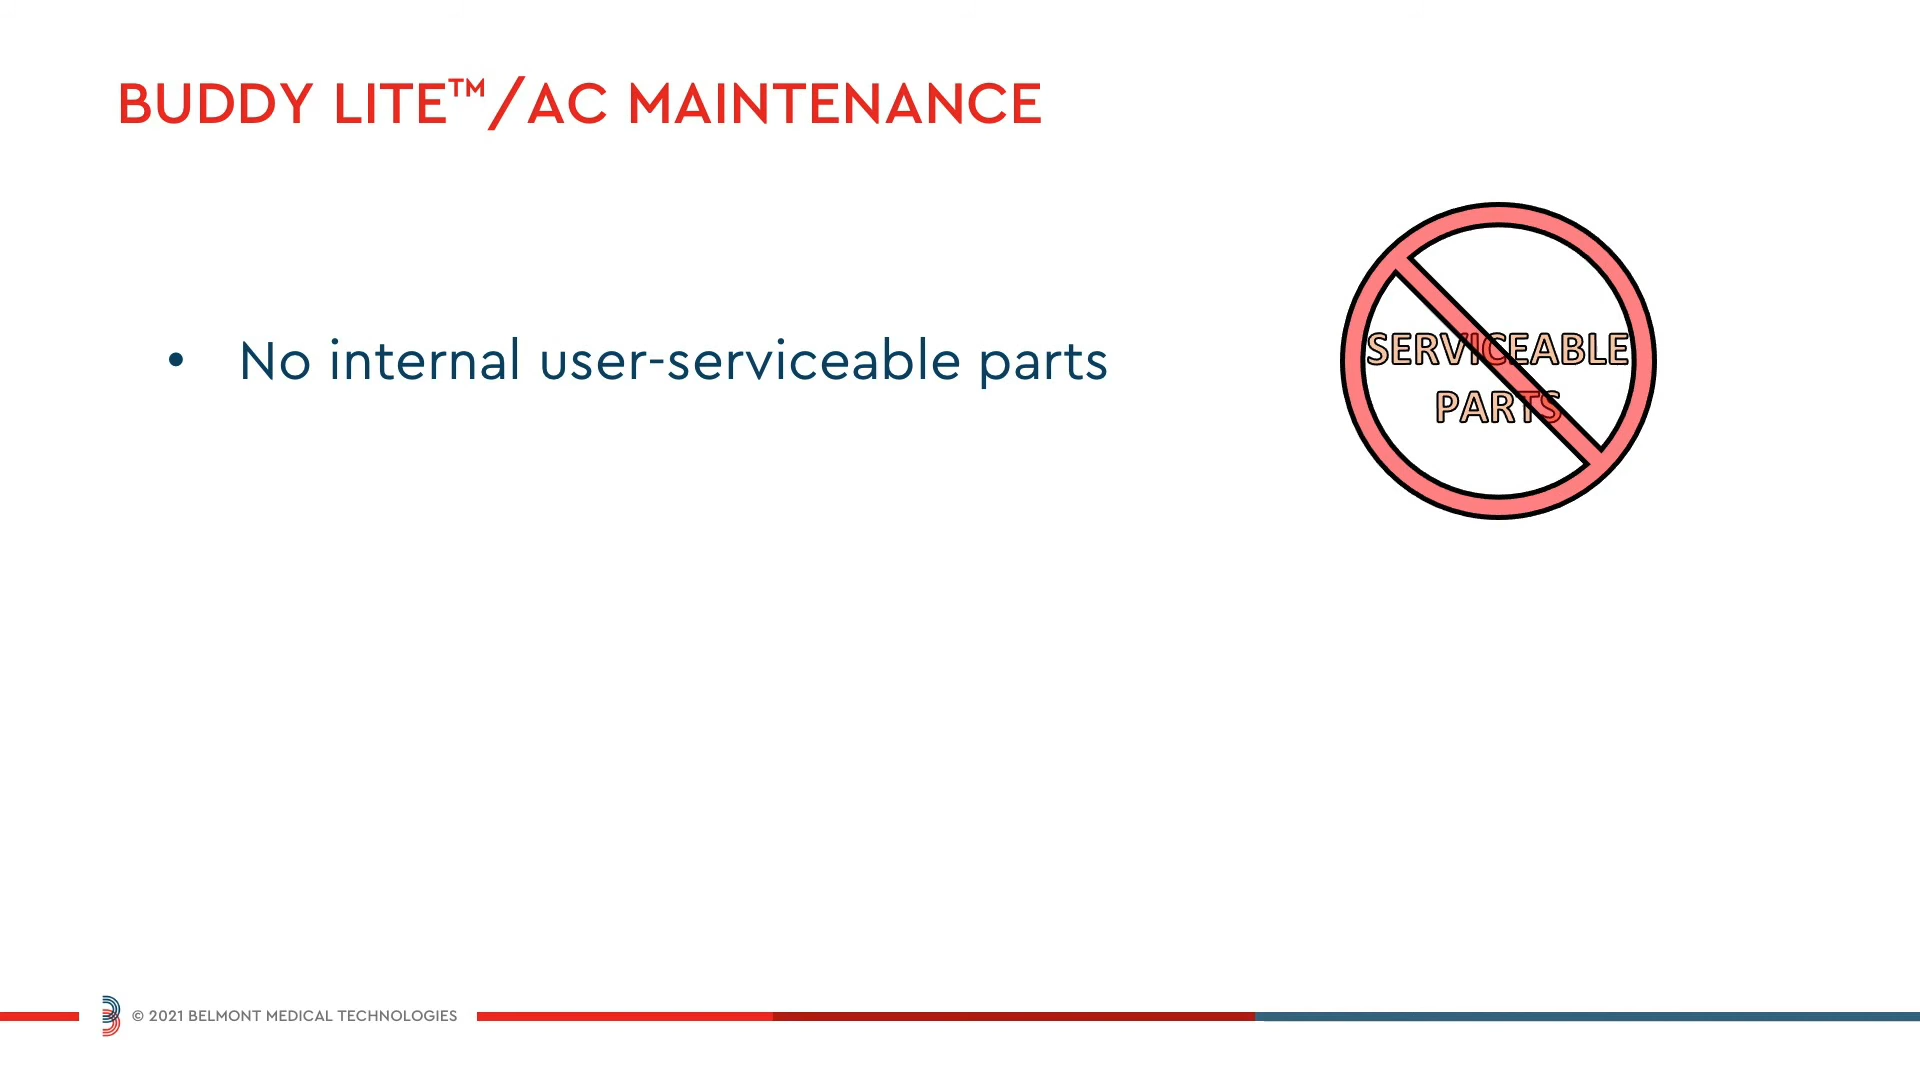 BUDDY LITE™/AC MAINTENANCE
• No internal user-serviceable parts
SERVICEABLE
PARTS
© 2021 BELMONT MEDICAL TECHNOLOGIES